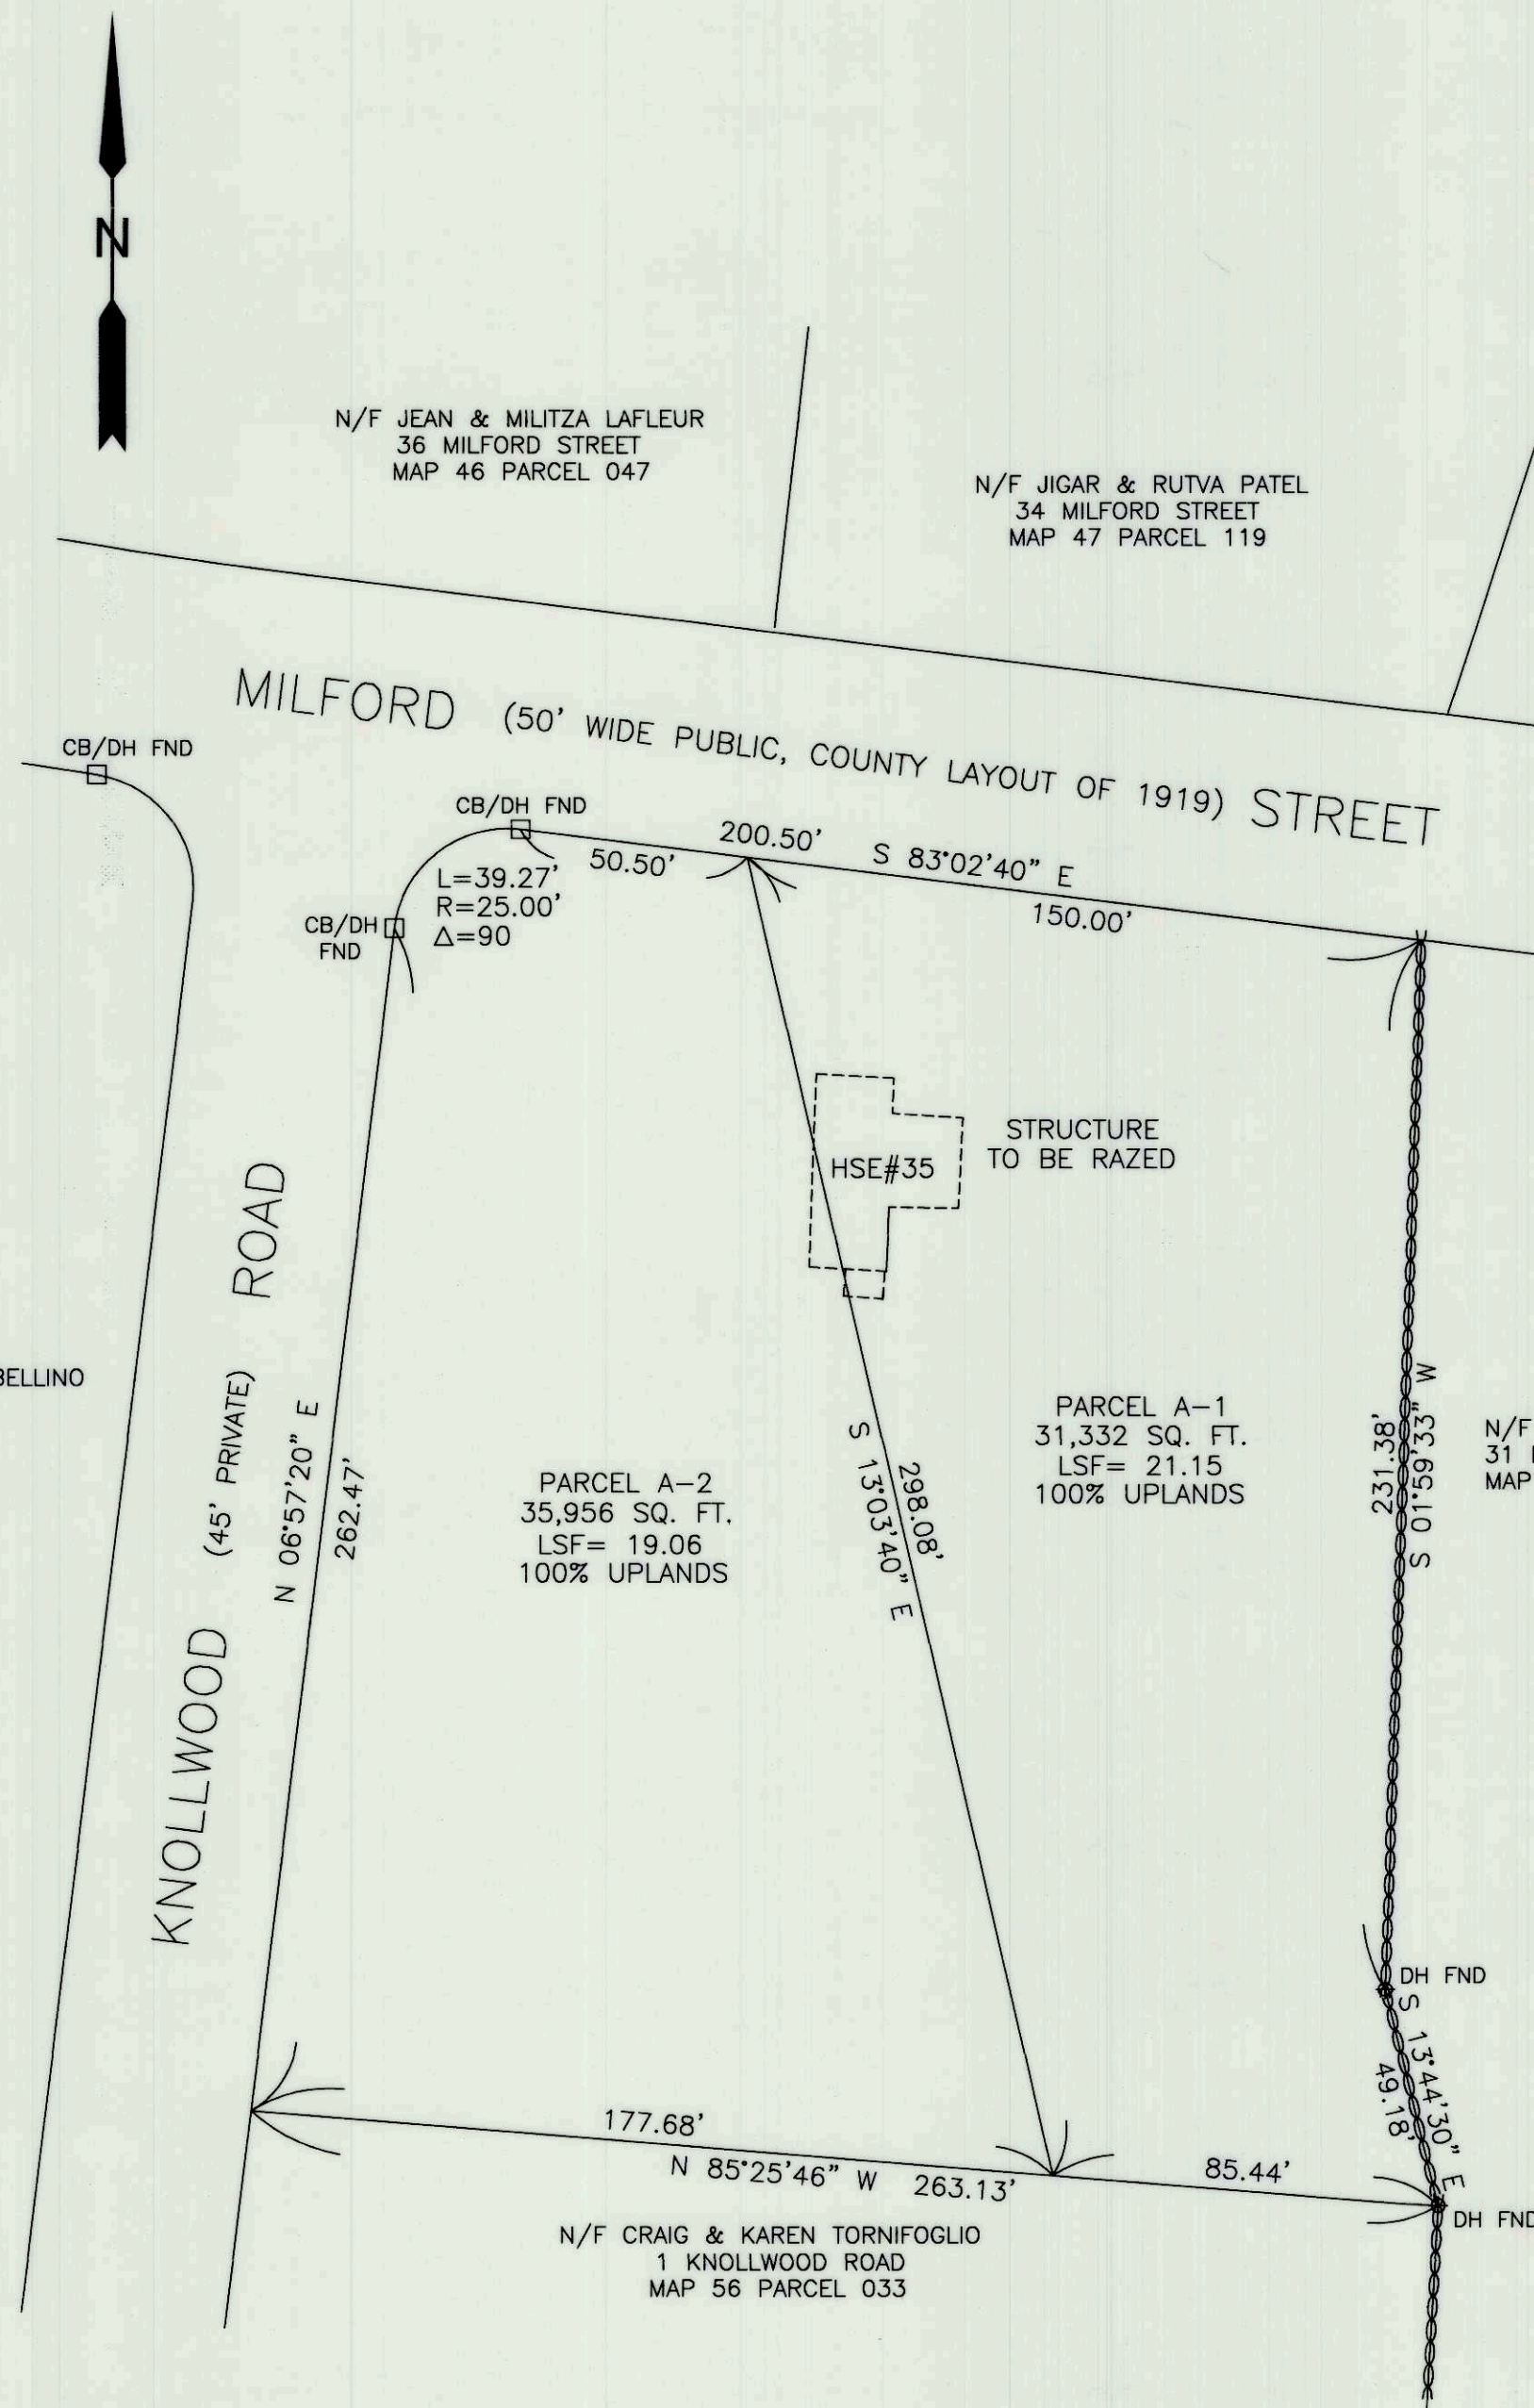 N
N/F JEAN & MILITZA LAFLEUR
36 MILFORD STREET
MAP 46 PARCEL 047
N/F JIGAR & RUTVA PATEL
34 MILFORD STREET
MAP 47 PARCEL 119
MILFORD (50' WIDE PUBLIC, COUNTY LAYOUT OF 1919) STREET
CB/DH FND
CB/DH FND
200.50' S 83°02'40" E
50.50'
150.00'
L=39.27'
R=25.00'
Δ=90
CB/DH
FND
HSE#35
STRUCTURE
TO BE RAZED
KNOLLWOOD (45' PRIVATE) ROAD
BELLINO
N 06°57'20" E
262.47'
PARCEL A-2
35,956 SQ. FT.
LSF= 19.06
100% UPLANDS
298.08'
S 13°03'40" E
PARCEL A-1
31,332 SQ. FT.
LSF= 21.15
100% UPLANDS
231.38'
S 01°59'33" W
N/F
31
MAP
DH FND
S 13°44'30" E
49.18'
177.68'
N 85°25'46" W 263.13'
85.44'
DH FND
N/F CRAIG & KAREN TORNIFOGLIO
1 KNOLLWOOD ROAD
MAP 56 PARCEL 033